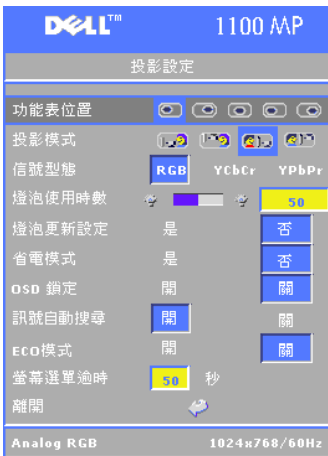 DELL™ 1100 MP
投影設定
功能表位置
投影模式
信號型態 RGB YCbCr YPbPr
燈泡使用時數 50
燈泡更新設定 是 否
省電模式 是 否
OSD 鎖定 開 關
訊號自動搜尋 開 關
ECO模式 開 關
螢幕選單逾時 50 秒
離開
Analog RGB 1024x768/60Hz